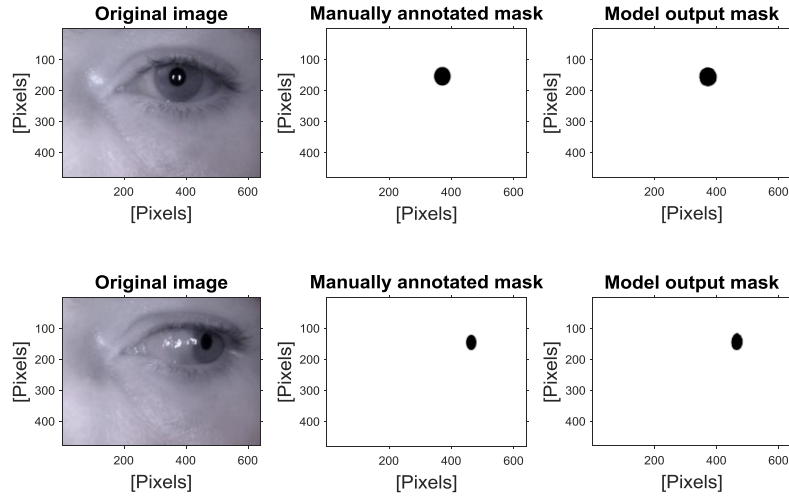 Original image Manually annotated mask Model output mask
100 100 100
200 200 200
300 300 300
400 400 400
[Pixels] [Pixels] [Pixels]
200 400 600 200 400 600 200 400 600
[Pixels] [Pixels] [Pixels]
Original image Manually annotated mask Model output mask
100 100 100
200 200 200
300 300 300
400 400 400
[Pixels] [Pixels] [Pixels]
200 400 600 200 400 600 200 400 600
[Pixels] [Pixels] [Pixels]